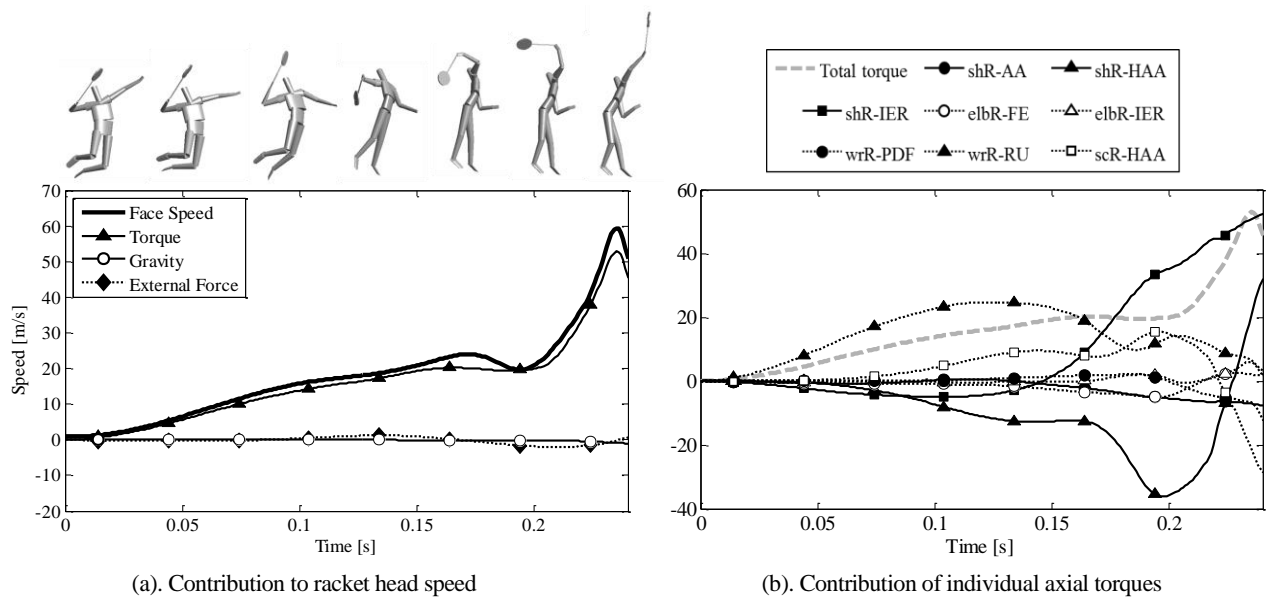 Total torque
shR-AA
shR-HAA
shR-IER
elbR-FE
elbR-IER
wrR-PDF
wrR-RU
scR-HAA
70
60
50
40
30
20
10
0
-10
-20
Speed [m/s]
Face Speed
Torque
Gravity
External Force
0 0.05 0.1 0.15 0.2
Time [s]
(a). Contribution to racket head speed
60
40
20
0
-20
-40
0 0.05 0.1 0.15 0.2
Time [s]
(b). Contribution of individual axial torques